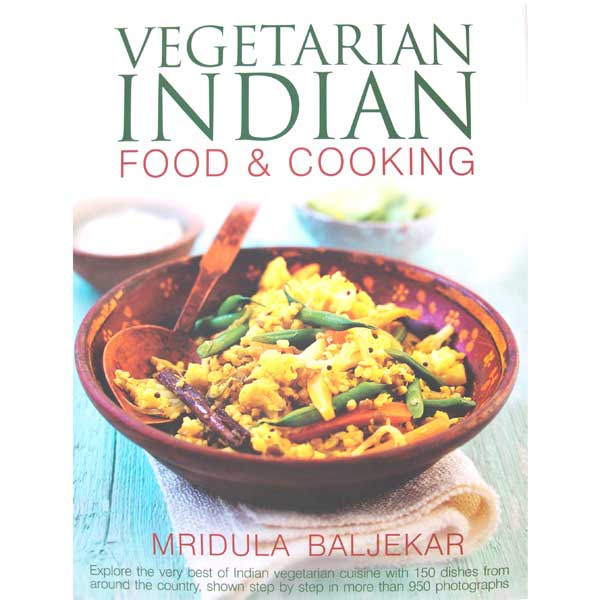 VEGETARIAN
INDIAN
FOOD & COOKING
MRIDULA BALJEKAR
Explore the very best of Indian vegetarian cuisine with 150 dishes from
around the country, shown step by step in more than 950 photographs